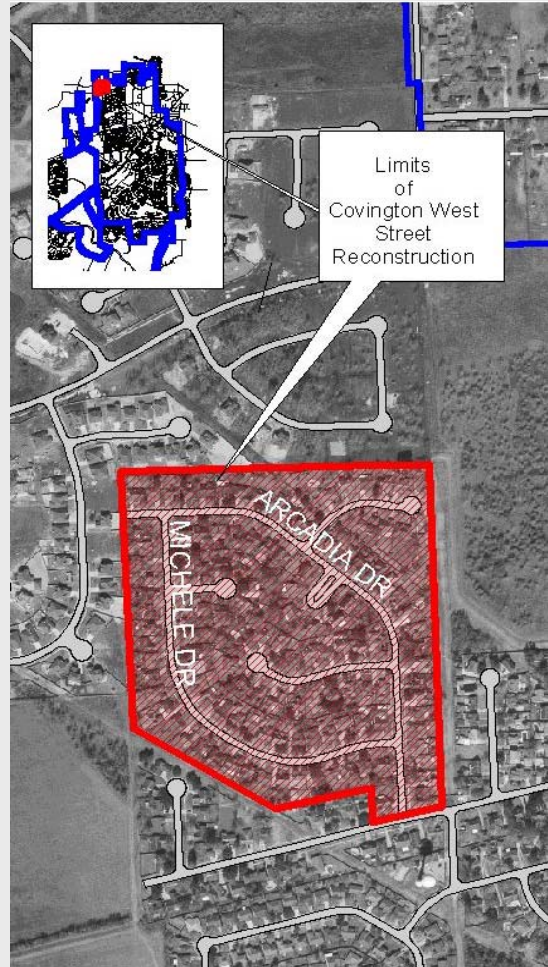 Limits
of
Covington West
Street
Reconstruction
ARCADIA DR
MICHELE DR